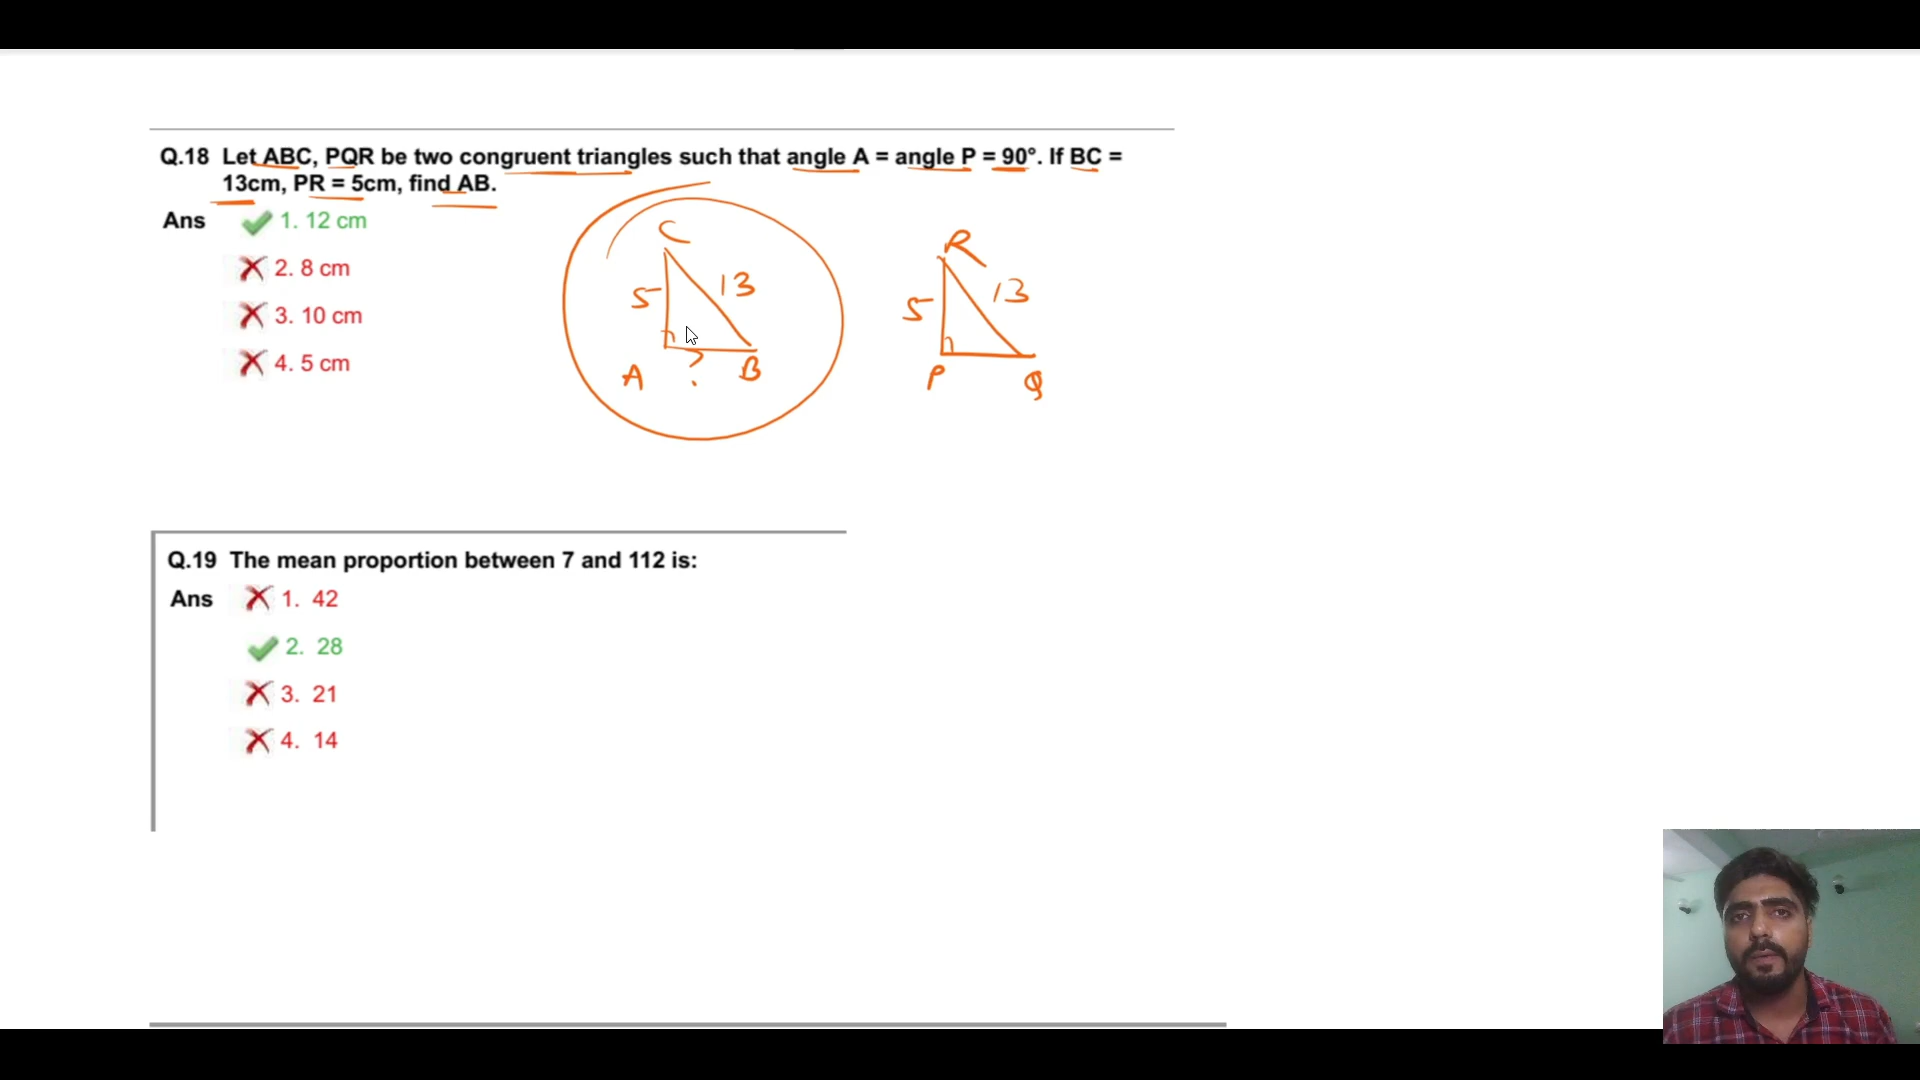 Q.18 Let ABC, PQR be two congruent triangles such that angle A = angle P = 90°. If BC =
13cm, PR = 5cm, find AB.
Ans 1. 12 cm
2. 8 cm
3. 10 cm
4. 5 cm
C
5 13
A ? B
R
5 13
P Q
Q.19 The mean proportion between 7 and 112 is:
Ans 1. 42
2. 28
3. 21
4. 14